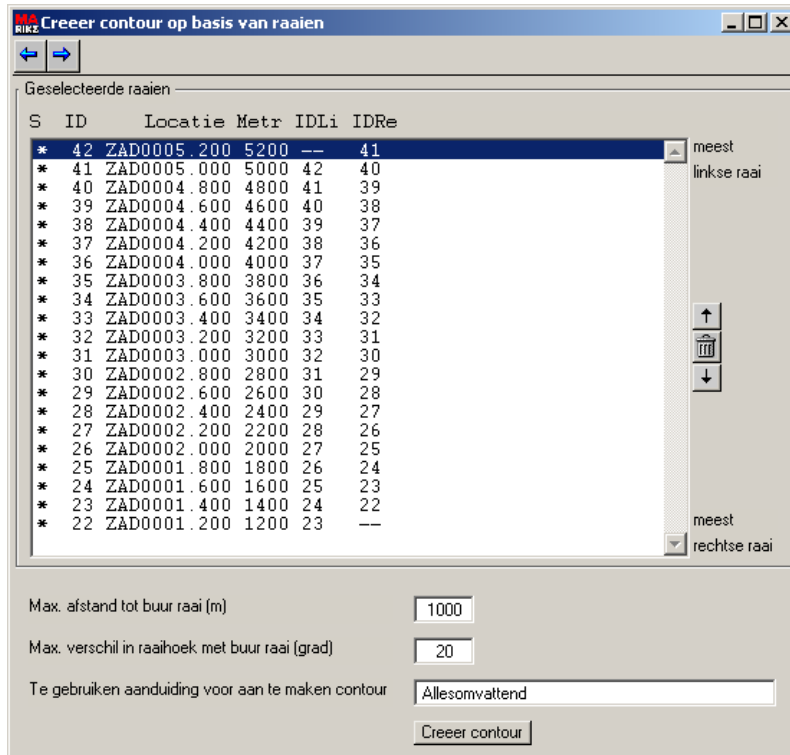 MA RIKZ Creeer contour op basis van raaien
Geselecteerde raaien
S ID Locatie Metr IDLi IDRe
* 42 ZAD0005.200 5200 -- 41
* 41 ZAD0005.000 5000 42 40
* 40 ZAD0004.800 4800 41 39
* 39 ZAD0004.600 4600 40 38
* 38 ZAD0004.400 4400 39 37
* 37 ZAD0004.200 4200 38 36
* 36 ZAD0004.000 4000 37 35
* 35 ZAD0003.800 3800 36 34
* 34 ZAD0003.600 3600 35 33
* 33 ZAD0003.400 3400 34 32
* 32 ZAD0003.200 3200 33 31
* 31 ZAD0003.000 3000 32 30
* 30 ZAD0002.800 2800 31 29
* 29 ZAD0002.600 2600 30 28
* 28 ZAD0002.400 2400 29 27
* 27 ZAD0002.200 2200 28 26
* 26 ZAD0002.000 2000 27 25
* 25 ZAD0001.800 1800 26 24
* 24 ZAD0001.600 1600 25 23
* 23 ZAD0001.400 1400 24 22
* 22 ZAD0001.200 1200 23 --
meest
linkse raai
meest
rechtse raai
Max. afstand tot buur raai (m) 1000
Max. verschil in raaihoek met buur raai (grad) 20
Te gebruiken aanduiding voor aan te maken contour Allesomvattend
Creeer contour